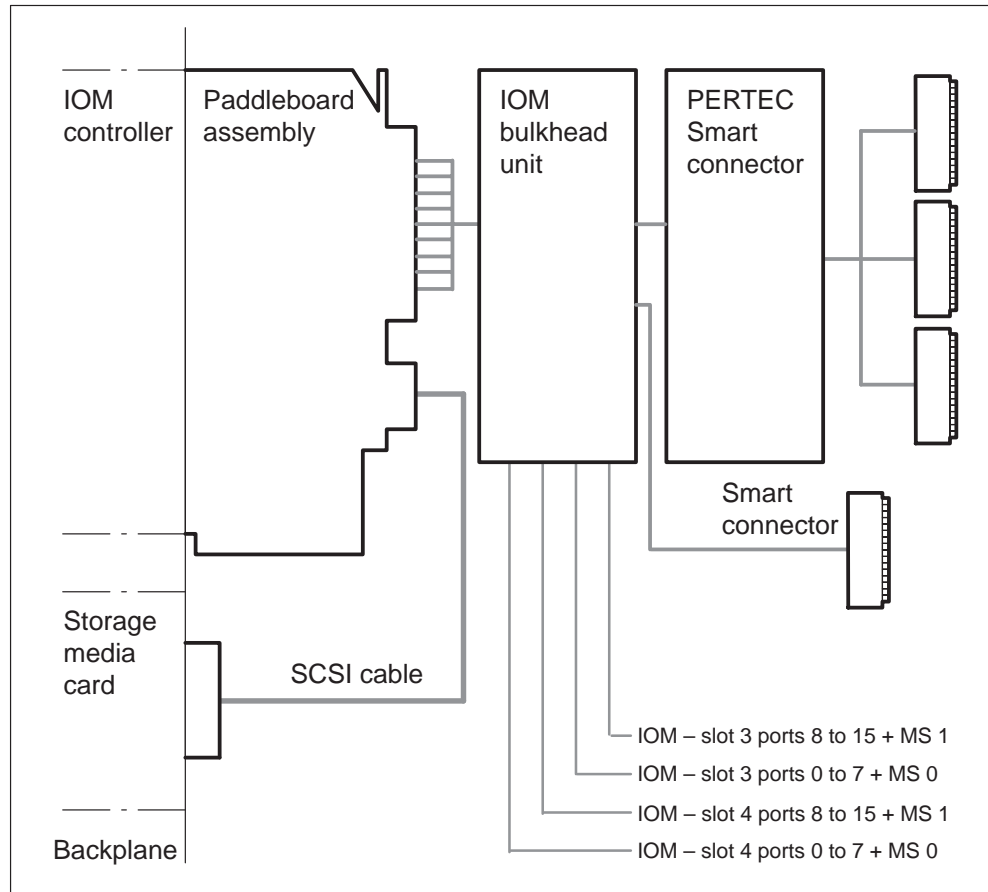 IOM
controller
Paddleboard
assembly
IOM
bulkhead
unit
PERTEC
Smart
connector
Smart
connector
Storage
media
card
SCSI cable
IOM – slot 3 ports 8 to 15 + MS 1
IOM – slot 3 ports 0 to 7 + MS 0
IOM – slot 4 ports 8 to 15 + MS 1
IOM – slot 4 ports 0 to 7 + MS 0
Backplane